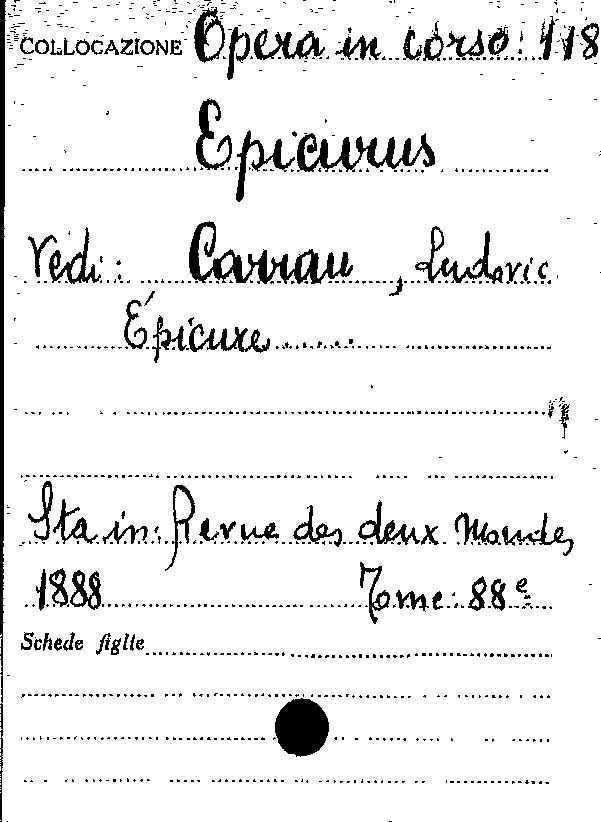 COLLOCAZIONE Opera in corso: 118
Epicurus
Vedi: Carrau, Ludovic
Épicure......
Sta in: Revue des deux Mondes
1888 Tome: 88e
Schede figlie